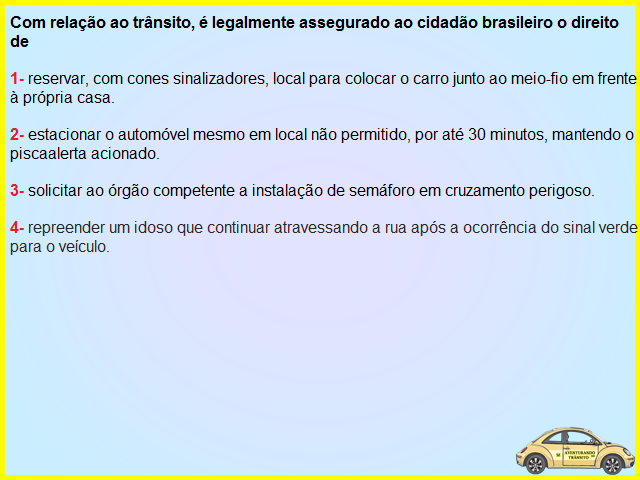 Com relação ao trânsito, é legalmente assegurado ao cidadão brasileiro o direito
de
1- reservar, com cones sinalizadores, local para colocar o carro junto ao meio-fio em frente
à própria casa.
2- estacionar o automóvel mesmo em local não permitido, por até 30 minutos, mantendo o
piscaalerta acionado.
3- solicitar ao órgão competente a instalação de semáforo em cruzamento perigoso.
4- repreender um idoso que continuar atravessando a rua após a ocorrência do sinal verde
para o veículo.
AVENTURANDO
TRÂNSITO